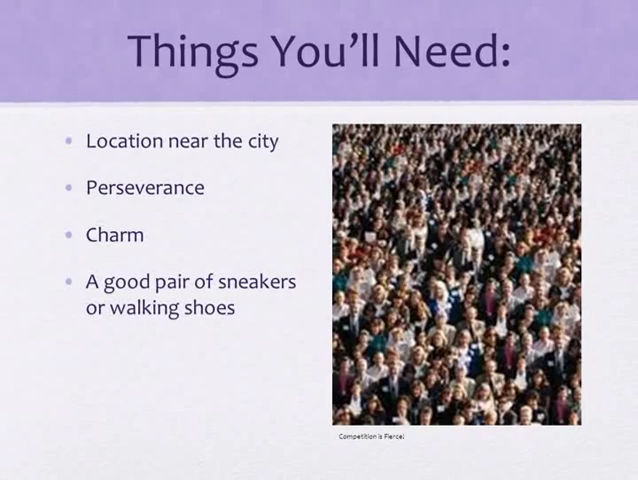 Things You’ll Need:
Location near the city
Perseverance
Charm
A good pair of sneakers
or walking shoes
Competition is Fierce!